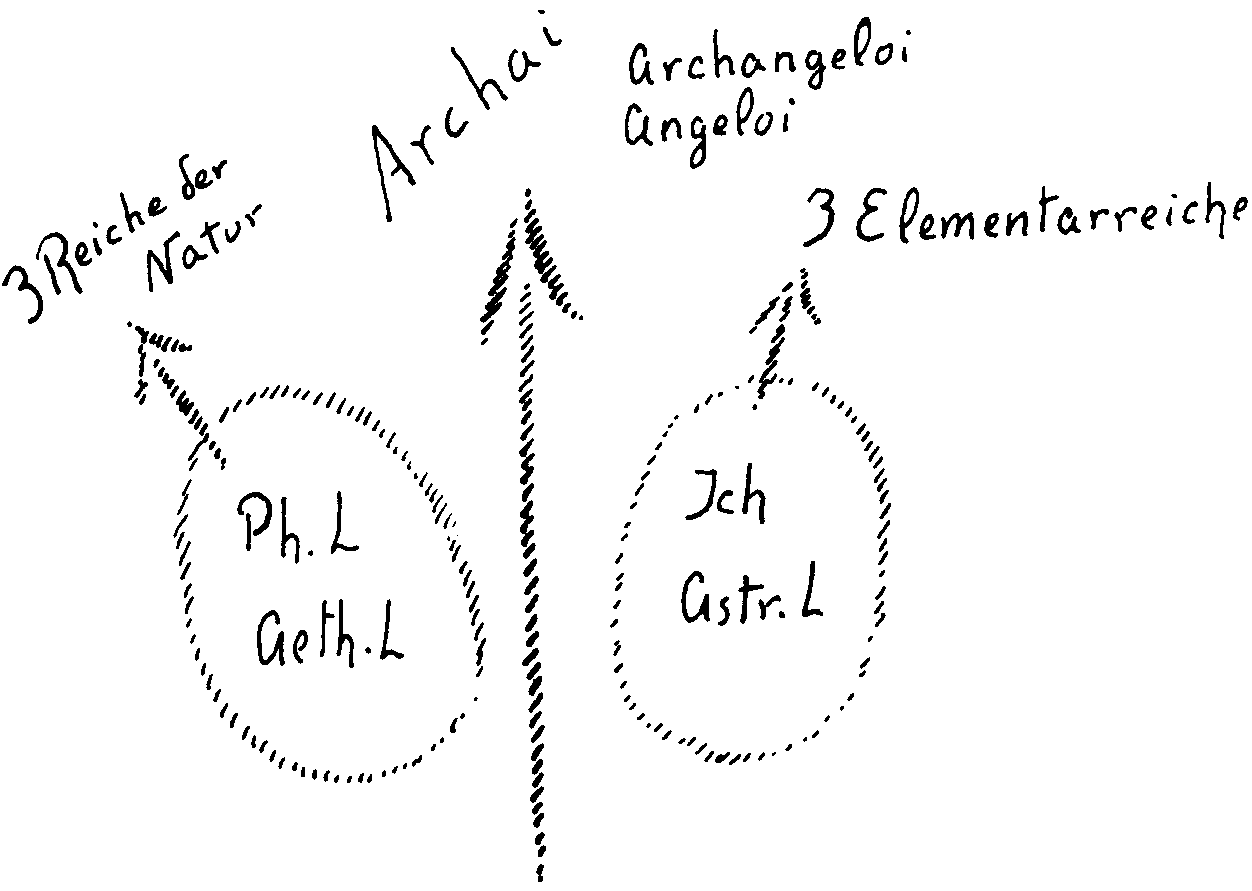 Archai
Archangeloi
Angeloi
3 Reiche der
Natur
3 Elementarreiche
Ph. L
Aeth. L
Ich
Astr. L